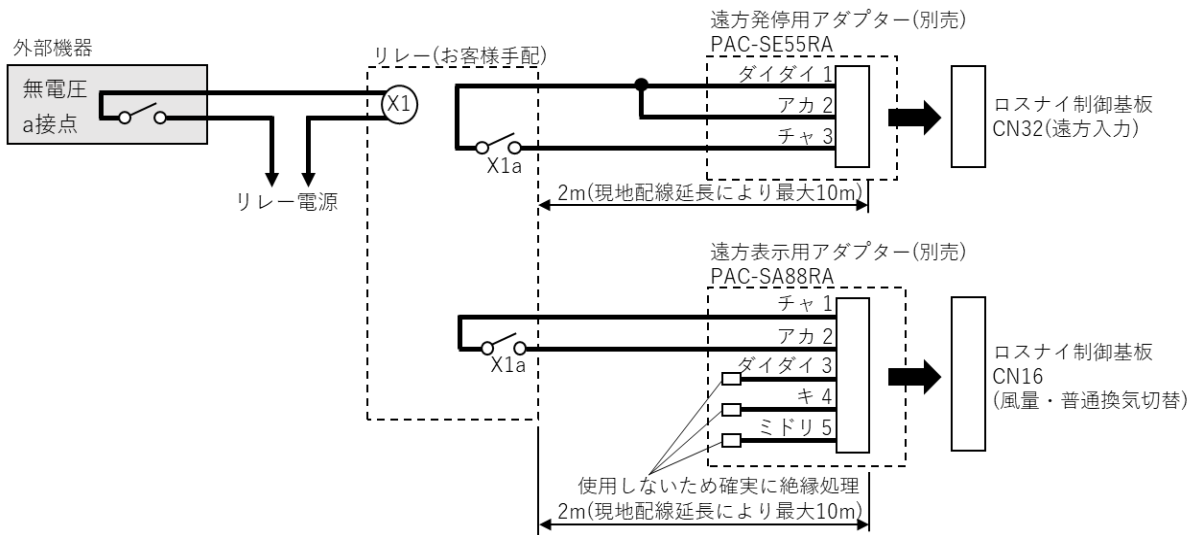 外部機器
無電圧
a接点
リレー電源
リレー(お客様手配)
X1
X1a
遠方発停用アダプター(別売)
PAC-SE55RA
ダイダイ 1
アカ 2
チャ 3
ロスナイ制御基板
CN32(遠方入力)
2m(現地配線延長により最大10m)
遠方表示用アダプター(別売)
PAC-SA88RA
X1a
チャ 1
アカ 2
ダイダイ 3
キ 4
ミドリ 5
ロスナイ制御基板
CN16
(風量・普通換気切替)
使用しないため確実に絶縁処理
2m(現地配線延長により最大10m)